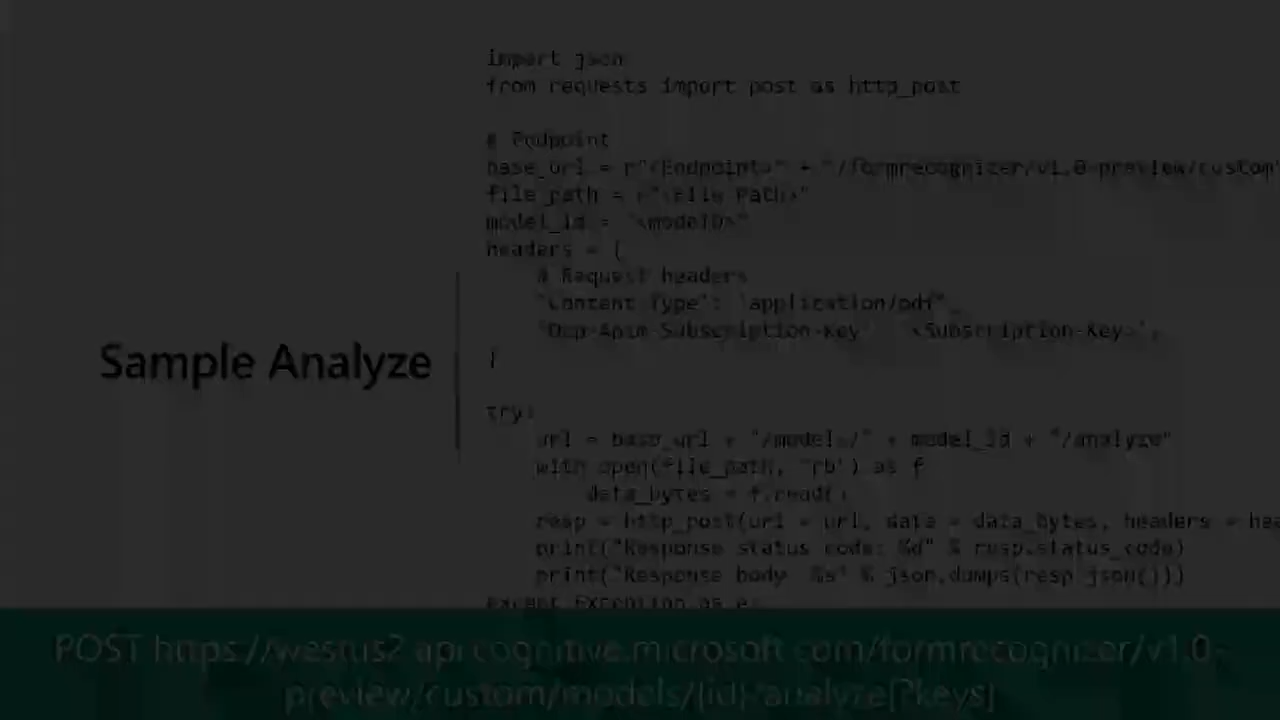 Sample Analyze
import json
from requests import post as http_post
# Endpoint
base_url = r"<Endpoint>" + "/formrecognizer/v1.0-preview/custom"
file_path = r"<File Path>"
model_id = "<modelID>"
headers = {
# Request headers
'Content-Type': 'application/pdf',
'Ocp-Apim-Subscription-Key': '<Subscription-Key>',
}
try:
url = base_url + "/models/" + model_id + "/analyze"
with open(file_path, "rb") as f:
data_bytes = f.read()
resp = http_post(url = url, data = data_bytes, headers = hea
print("Response status code: %d" % resp.status_code)
print("Response body: %s" % json.dumps(resp.json()))
except Exception as e:
POST https://westus2.api.cognitive.microsoft.com/formrecognizer/v1.0-
preview/custom/models/{id}/analyze[?keys]